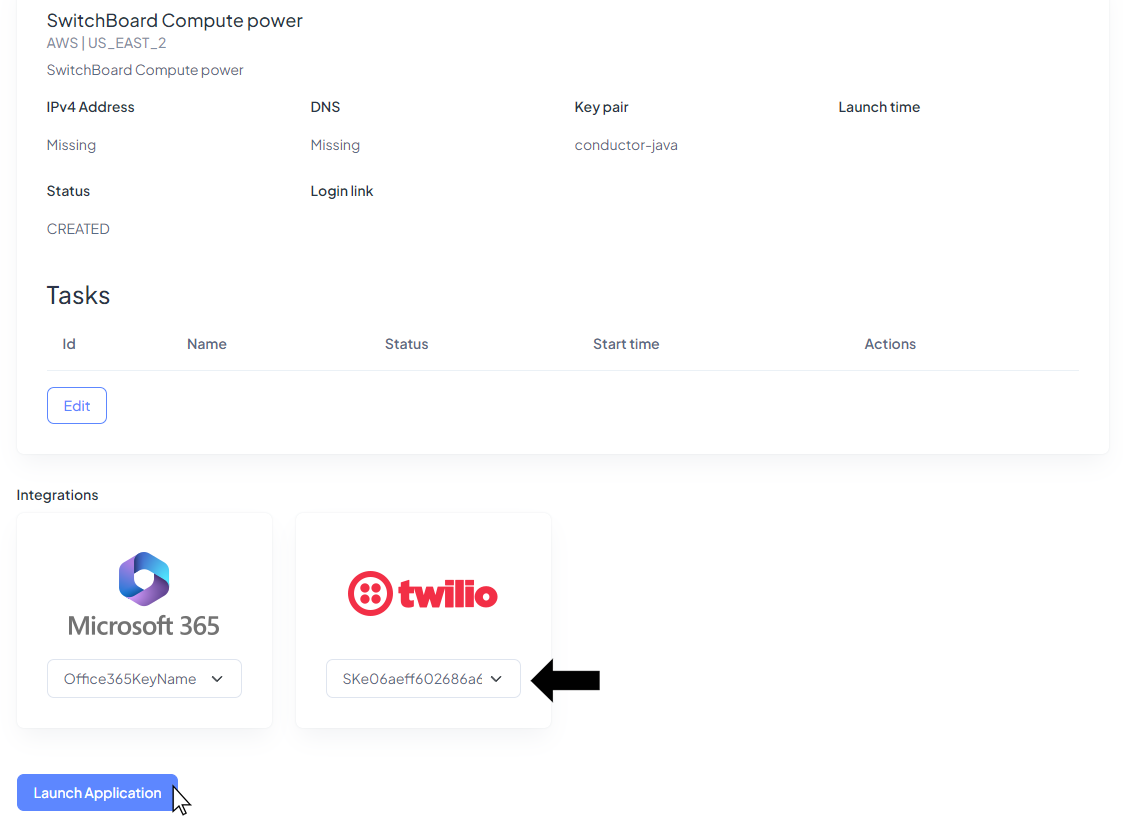 SwitchBoard Compute power
AWS | US_EAST_2
SwitchBoard Compute power
IPv4 Address DNS Key pair Launch time
Missing Missing conductor-java
Status Login link
CREATED
Tasks
Id Name Status Start time Actions
Edit
Integrations
Microsoft 365 twilio
Office365KeyName SKe06aeff602686a6
Launch Application